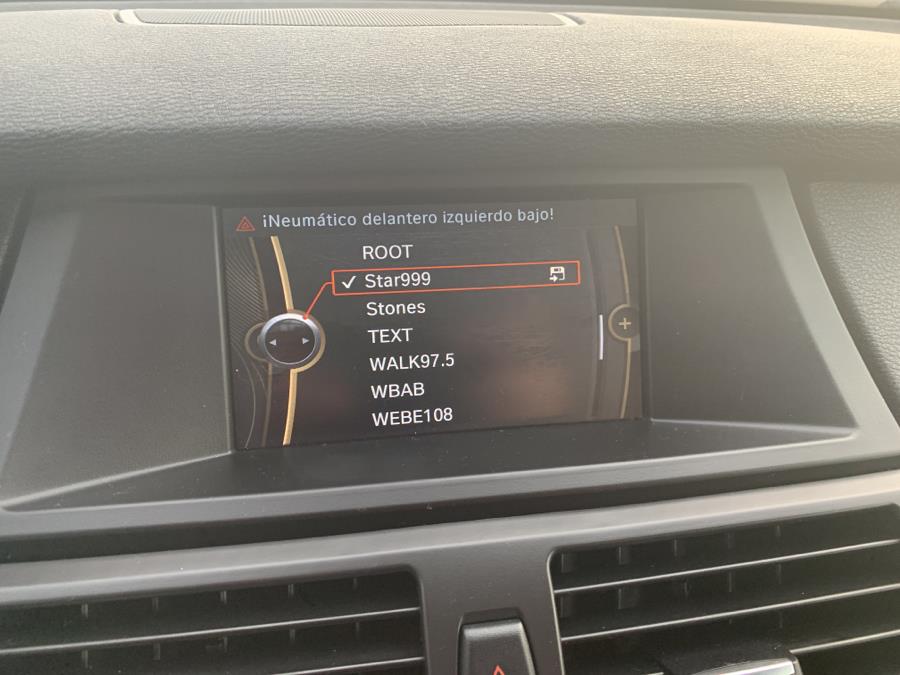 ¡Neumático delantero izquierdo bajo!
ROOT
Star999
Stones
TEXT
WALK97.5
WBAB
WEBE108